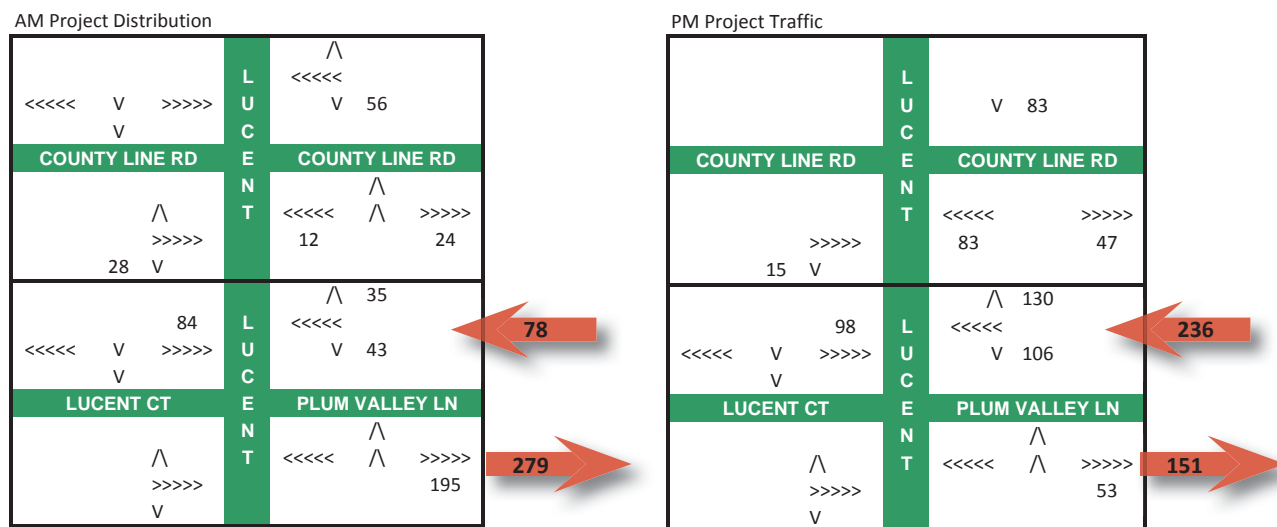 AM Project Distribution
/\
<<<<<
<<<<< V >>>>> V 56
V
COUNTY LINE RD LUCENT COUNTY LINE RD
/\
/\ <<<<< /\ >>>>>
>>>>> 12 24
28 V
/\ 35
84 <<<<< 78
<<<<< V >>>>> V 43
V
LUCENT CT LUCENT PLUM VALLEY LN
/\
/\ <<<<< /\ >>>>> 279
>>>>> 195
V
PM Project Traffic
V 83
COUNTY LINE RD LUCENT COUNTY LINE RD
<<<<< >>>>>
>>>>> 83 47
15 V
/\ 130
98 <<<<< 236
<<<<< V >>>>> V 106
V
LUCENT CT LUCENT PLUM VALLEY LN
/\
/\ <<<<< /\ >>>>> 151
>>>>> 53
V